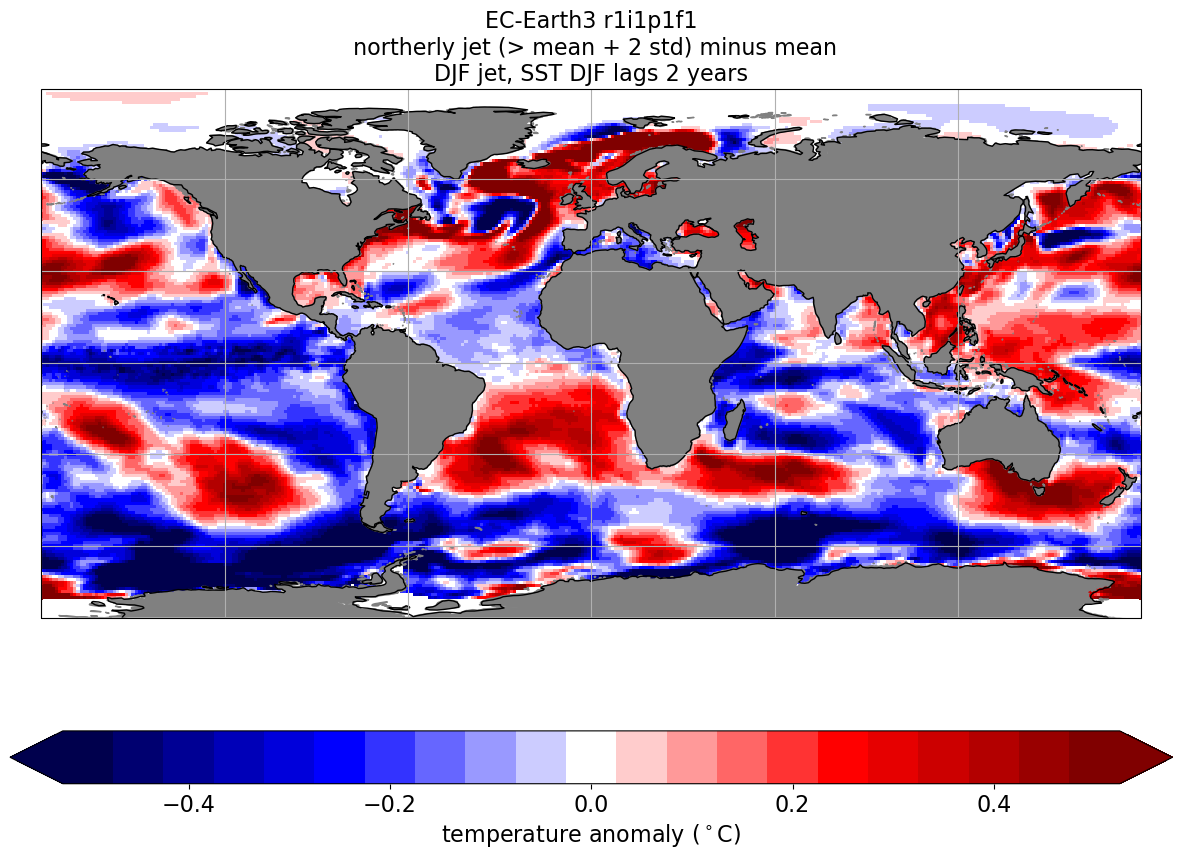 EC-Earth3 r1i1p1f1
northerly jet (> mean + 2 std) minus mean
DJF jet, SST DJF lags 2 years
−0.4 −0.2 0.0 0.2 0.4
temperature anomaly (°C)